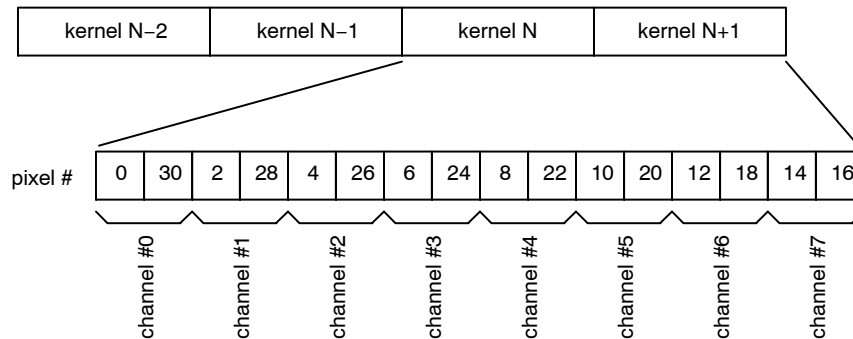 kernel N−2 kernel N−1 kernel N kernel N+1
pixel # 0 30 2 28 4 26 6 24 8 22 10 20 12 18 14 16
channel #0 channel #1 channel #2 channel #3 channel #4 channel #5 channel #6 channel #7